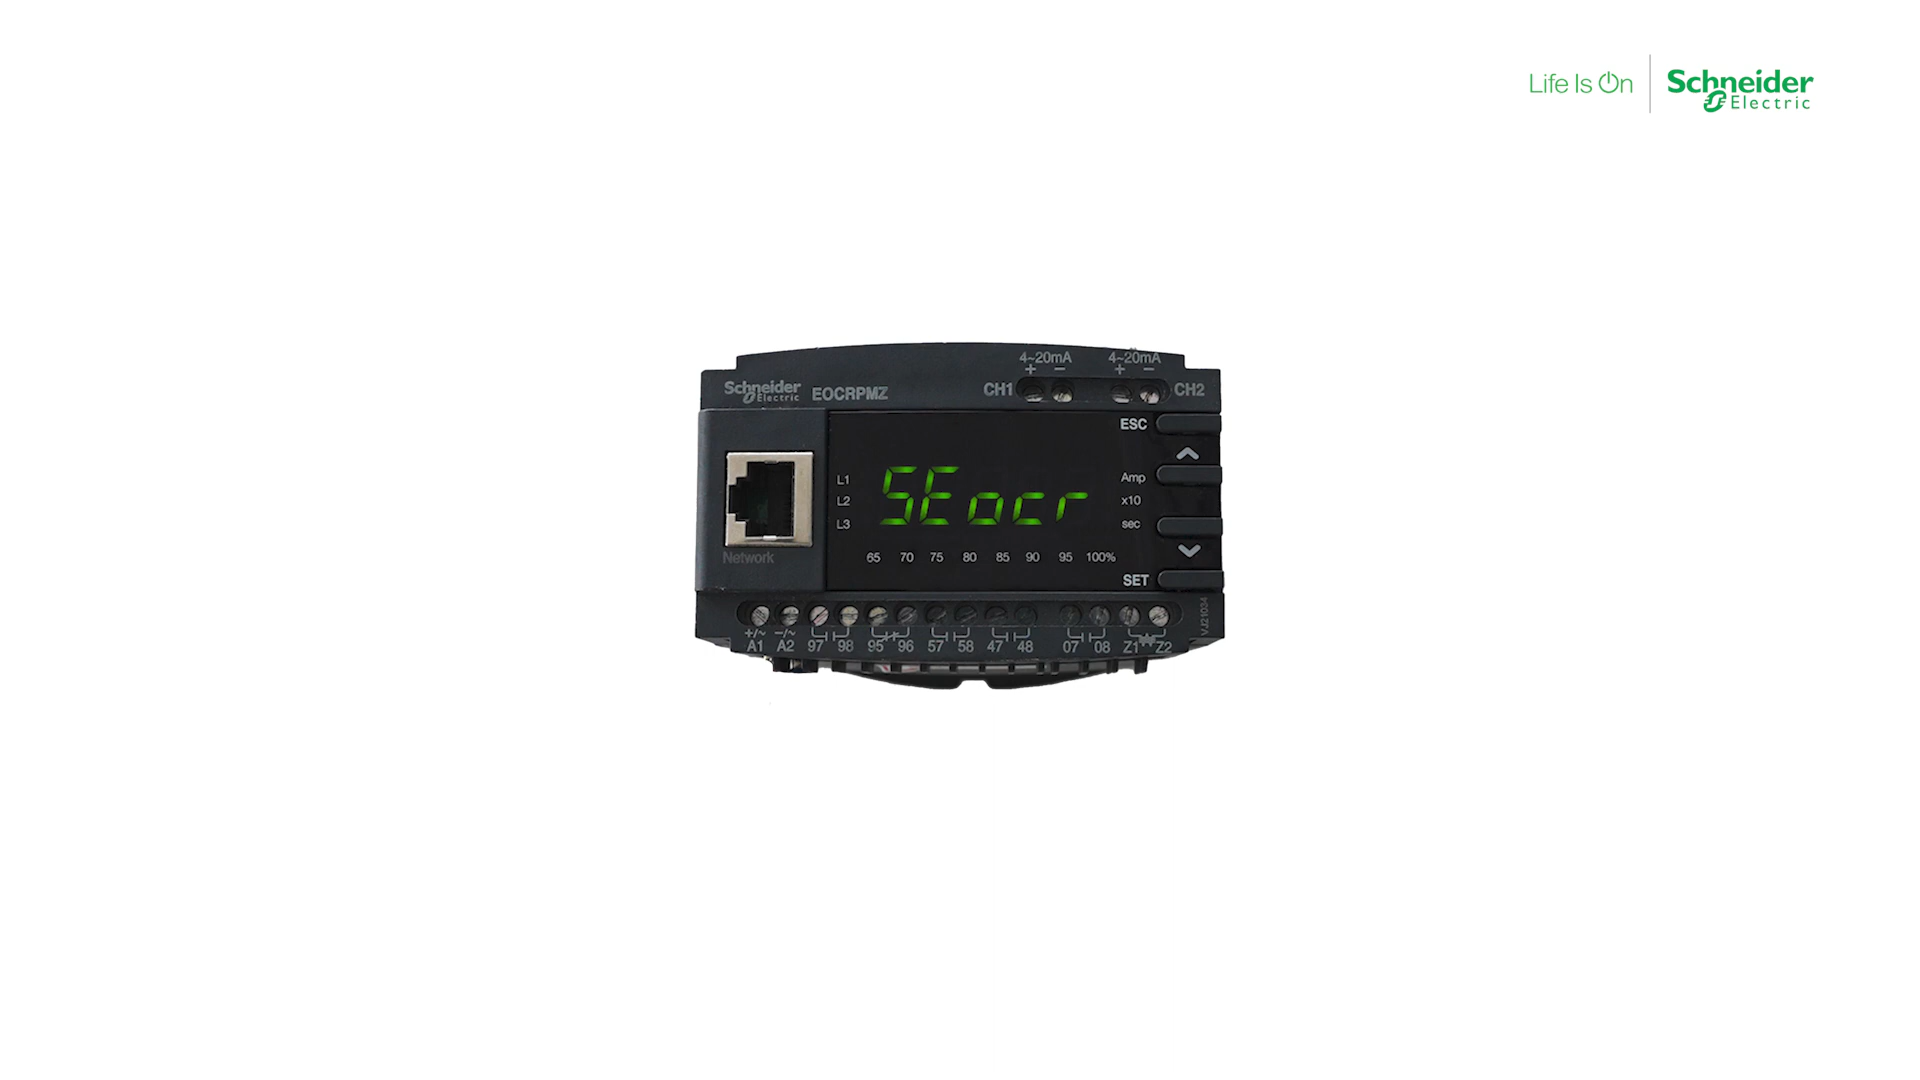 Life Is On
Schneider
Electric
4~20mA 4~20mA
+ − + −
Schneider
Electric
EOCRPMZ
CH1 CH2
ESC
L1
L2
L3
SEocr
Amp
x10
sec
65 70 75 80 85 90 95 100%
Network
SET
VJ21034
+/~ −/~
A1 A2 97 98 95 96 57 58 47 48 07 08 Z1 Z2